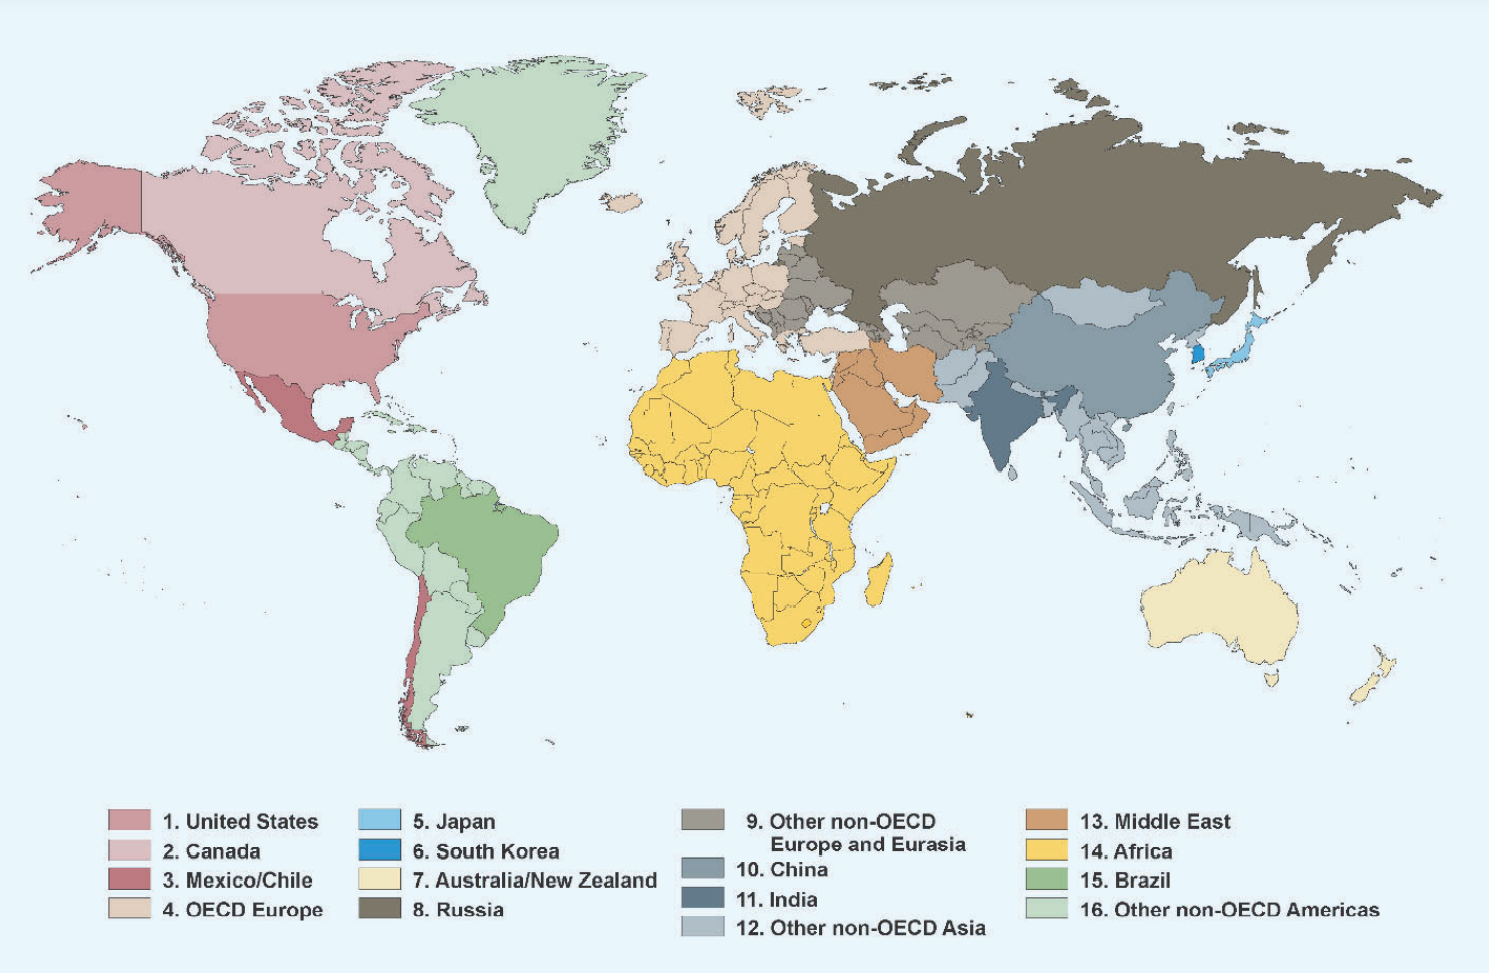 1. United States
2. Canada
3. Mexico/Chile
4. OECD Europe
5. Japan
6. South Korea
7. Australia/New Zealand
8. Russia
9. Other non-OECD
Europe and Eurasia
10. China
11. India
12. Other non-OECD Asia
13. Middle East
14. Africa
15. Brazil
16. Other non-OECD Americas